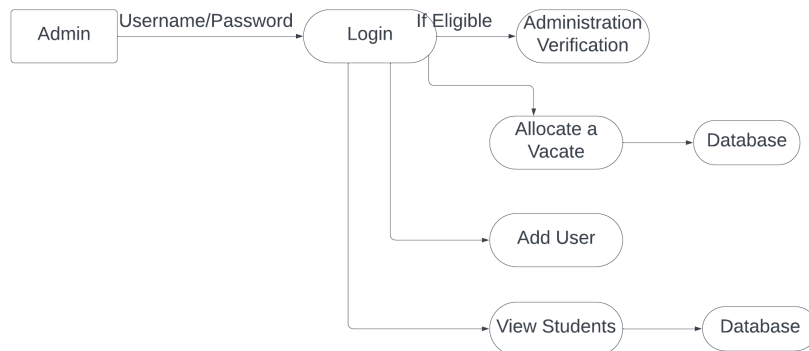 Admin
Username/Password
Login
If Eligible
Administration
Verification
Allocate a
Vacate
Database
Add User
View Students
Database